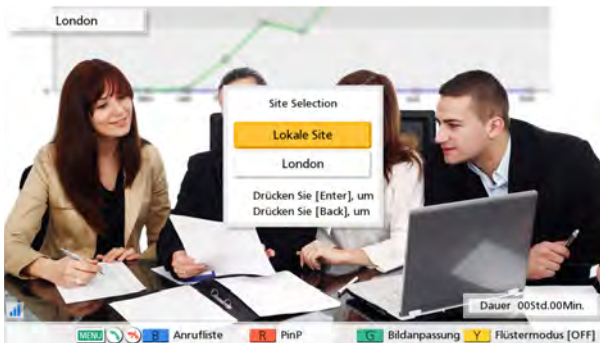 London
Site Selection
Lokale Site
London
Drücken Sie [Enter], um
Drücken Sie [Back], um
Dauer 00Std.00Min.
MENU B Anrufliste R PinP G Bildanpassung Y Flüstermodus [OFF]